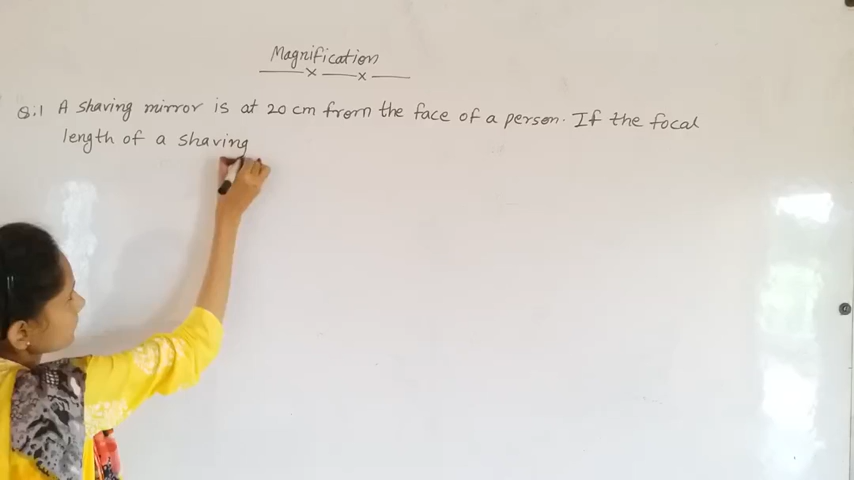 Magnification
Q:1 A shaving mirror is at 20 cm from the face of a person. If the focal
length of a shaving